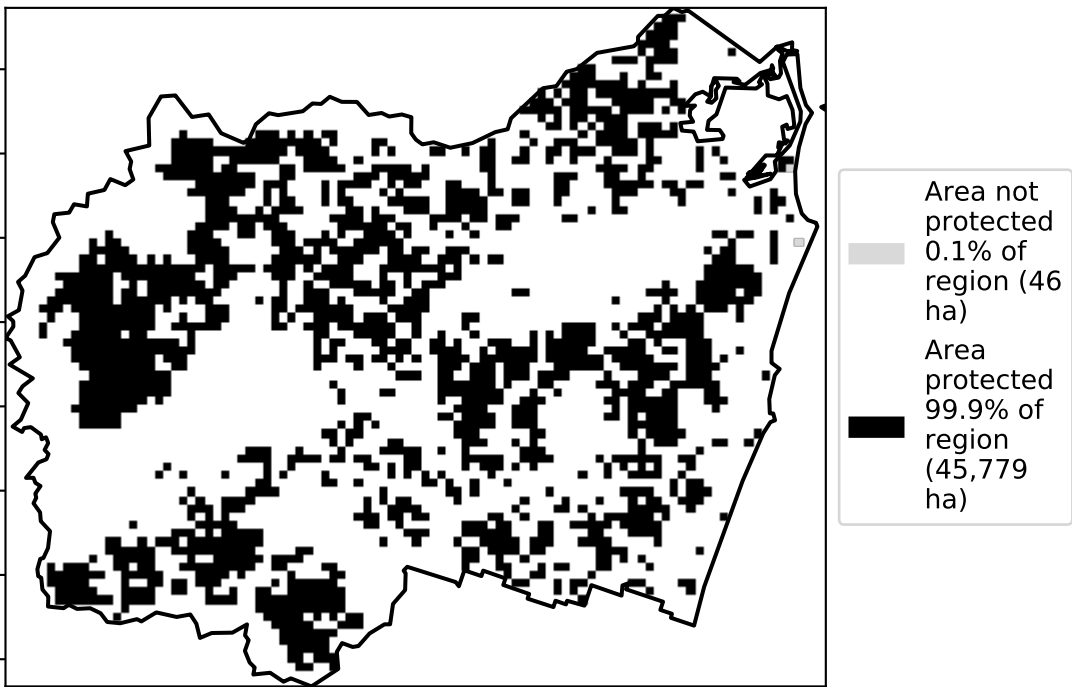 Area not
protected
0.1% of
region (46
ha)
Area
protected
99.9% of
region
(45,779
ha)